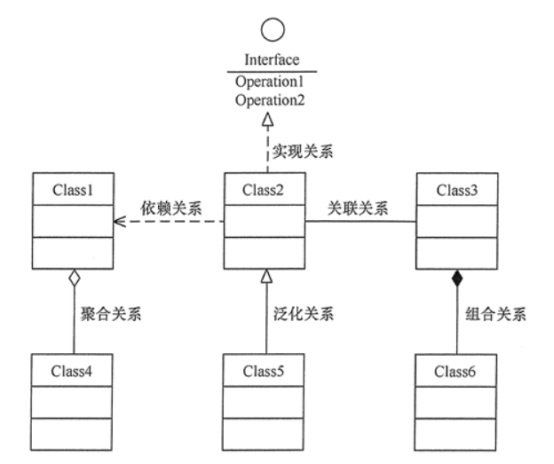 Interface
Operation1
Operation2
实现关系
Class1
Class2
Class3
依赖关系
关联关系
聚合关系
泛化关系
组合关系
Class4
Class5
Class6